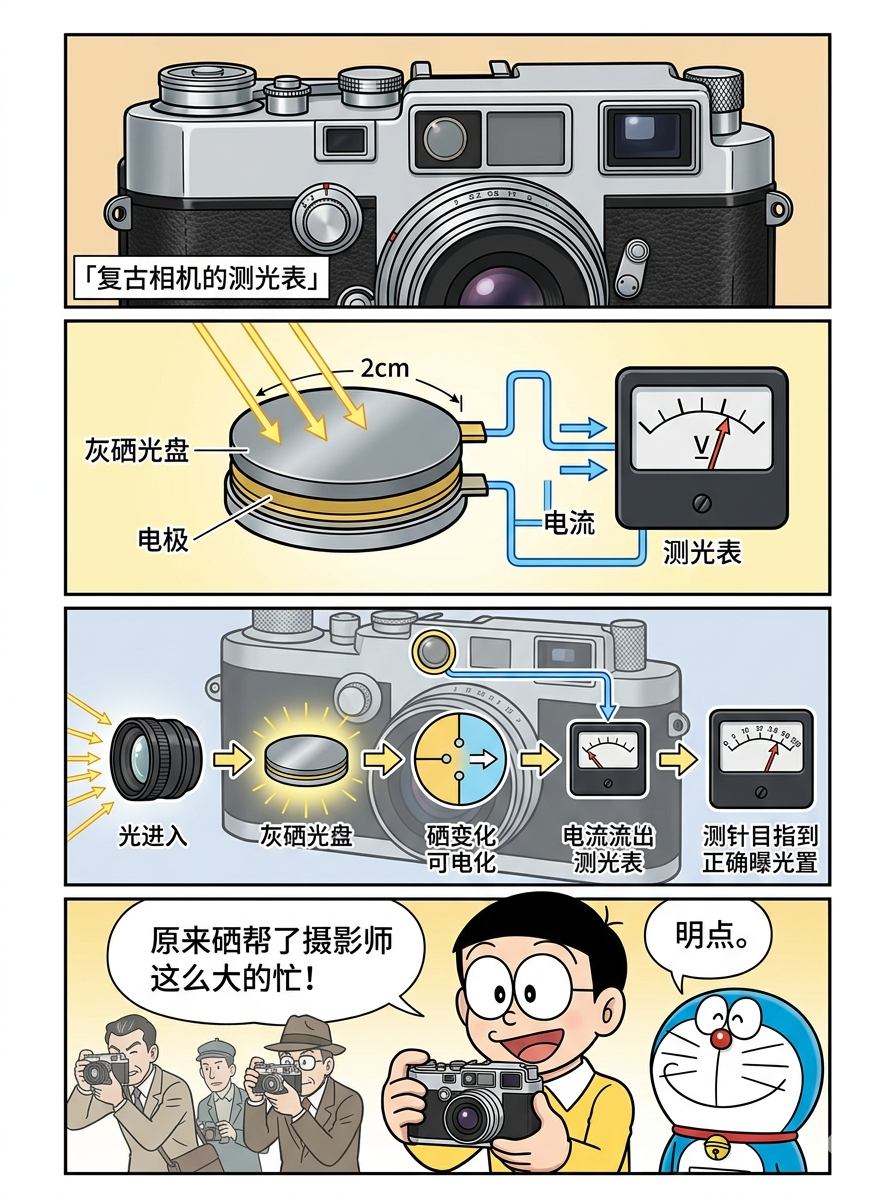 「复古相机的测光表」
2cm
灰硒光盘
电极
电流
V
测光表
光进入
灰硒光盘
硒变化
可电化
电流流出
测光表
测针目指到
正确曝光置
原来硒帮了摄影师
这么大的忙！
明点。